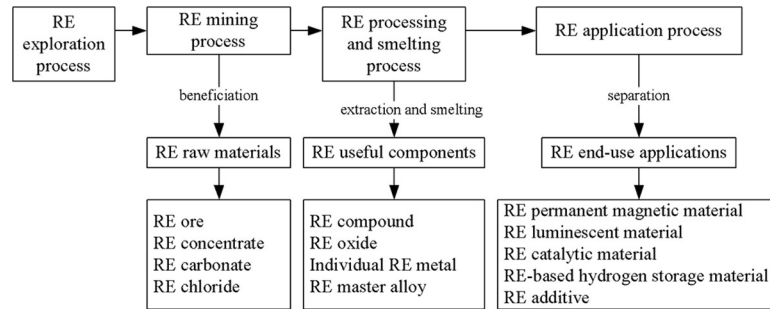 RE
exploration
process
RE mining
process
RE processing
and smelting
process
RE application process
beneficiation
extraction and smelting
separation
RE raw materials
RE useful components
RE end-use applications
RE ore
RE concentrate
RE carbonate
RE chloride
RE compound
RE oxide
Individual RE metal
RE master alloy
RE permanent magnetic material
RE luminescent material
RE catalytic material
RE-based hydrogen storage material
RE additive